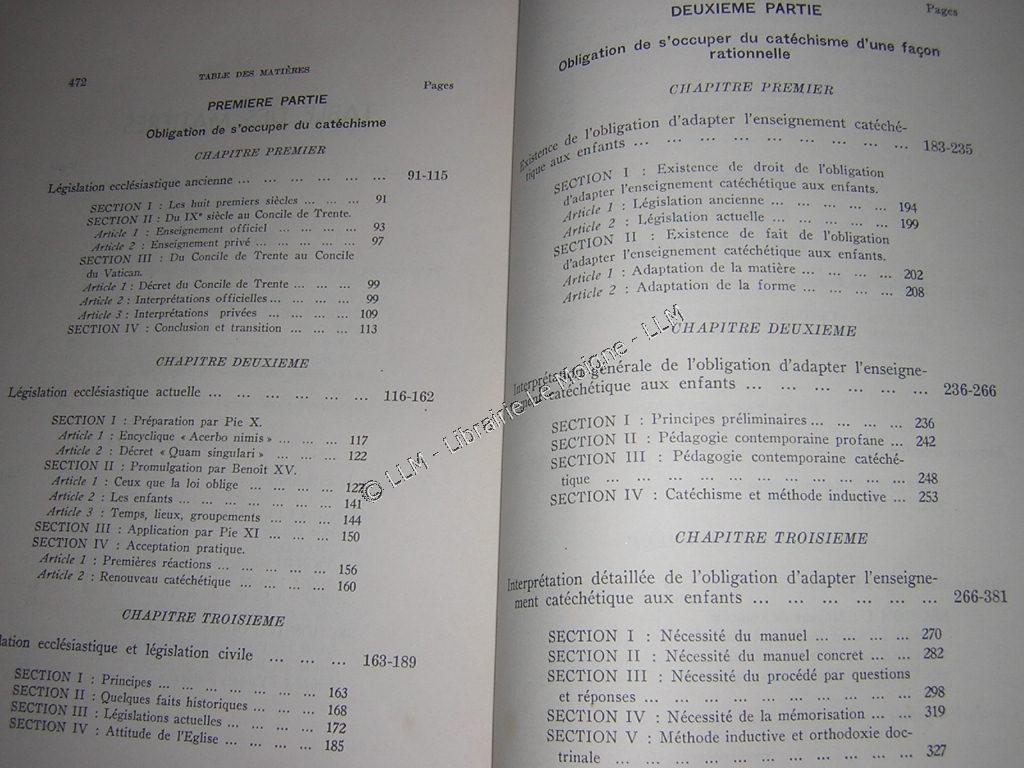 472
TABLE DES MATIÈRES
Pages
PREMIERE PARTIE
Obligation de s'occuper du catéchisme
CHAPITRE PREMIER
Législation ecclésiastique ancienne ... ... ... ... ... ... 91-115
SECTION I : Les huit premiers siècles ... ... ... 91
SECTION II : Du IXe siècle au Concile de Trente.
Article 1 : Enseignement officiel ... ... ... ... 93
Article 2 : Enseignement privé ... ... ... ... ... 97
SECTION III : Du Concile de Trente au Concile
du Vatican.
Article 1 : Décret du Concile de Trente ... ... ... 99
Article 2 : Interprétations officielles ... ... ... ... 99
Article 3 : Interprétations privées ... ... ... ... 109
SECTION IV : Conclusion et transition ... ... ... 113
CHAPITRE DEUXIEME
Législation ecclésiastique actuelle ... ... ... ... ... ... 116-162
SECTION I : Préparation par Pie X.
Article 1 : Encyclique « Acerbo nimis » ... ... ... 117
Article 2 : Décret « Quam singulari » ... ... ... 122
SECTION II : Promulgation par Benoît XV.
Article 1 : Ceux que la loi oblige ... ... ... ... 127
Article 2 : Les enfants ... ... ... ... ... ... ... 141
Article 3 : Temps, lieux, groupements ... ... ... 144
SECTION III : Application par Pie XI ... ... ... 150
SECTION IV : Acceptation pratique.
Article 1 : Premières réactions ... ... ... ... ... 156
Article 2 : Renouveau catéchétique ... ... ... ... 160
CHAPITRE TROISIEME
lation ecclésiastique et législation civile ... ... ... 163-189
SECTION I : Principes ... ... ... ... ... ... ... 163
SECTION II : Quelques faits historiques ... ... ... 168
SECTION III : Législations actuelles ... ... ... ... 172
SECTION IV : Attitude de l'Eglise ... ... ... ... 185
DEUXIEME PARTIE
Pages
Obligation de s'occuper du catéchisme d'une façon
rationnelle
CHAPITRE PREMIER
Existence de l'obligation d'adapter l'enseignement catéché-
tique aux enfants ... ... ... ... ... ... ... ... ... 183-235
SECTION I : Existence de droit de l'obligation
d'adapter l'enseignement catéchétique aux enfants.
Article 1 : Législation ancienne ... ... ... ... ... 194
Article 2 : Législation actuelle ... ... ... ... ... 199
SECTION II : Existence de fait de l'obligation
d'adapter l'enseignement catéchétique aux enfants.
Article 1 : Adaptation de la matière ... ... ... ... 202
Article 2 : Adaptation de la forme ... ... ... ... 208
CHAPITRE DEUXIEME
Interprétation générale de l'obligation d'adapter l'enseigne-
ment catéchétique aux enfants ... ... ... ... ... ... 236-266
SECTION I : Principes préliminaires ... ... ... ... 236
SECTION II : Pédagogie contemporaine profane ... 242
SECTION III : Pédagogie contemporaine catéché-
tique ... ... ... ... ... ... ... ... ... ... ... 248
SECTION IV : Catéchisme et méthode inductive ... 253
CHAPITRE TROISIEME
Interprétation détaillée de l'obligation d'adapter l'enseigne-
ment catéchétique aux enfants ... ... ... ... ... ... 266-381
SECTION I : Nécessité du manuel ... ... ... ... 270
SECTION II : Nécessité du manuel concret ... ... 282
SECTION III : Nécessité du procédé par questions
et réponses ... ... ... ... ... ... ... ... ... 298
SECTION IV : Nécessité de la mémorisation ... ... 319
SECTION V : Méthode inductive et orthodoxie doc-
trinale ... ... ... ... ... ... ... ... ... ... 327
© LLM - Librairie Le Moigne - LLM